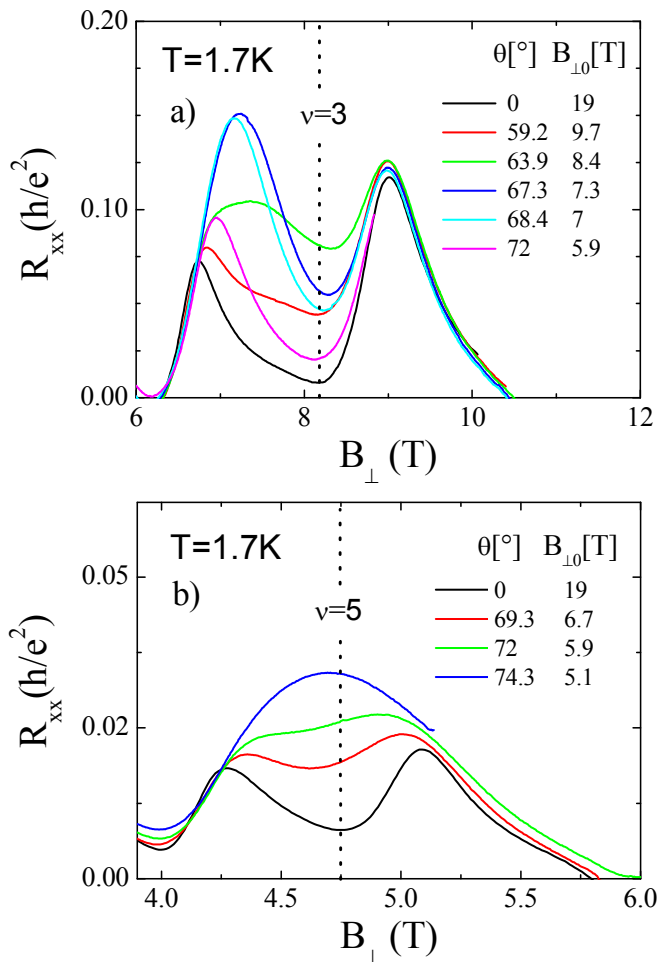 0.20
T=1.7K
θ[°] B⊥0[T]
a)
ν=3
0 19
59.2 9.7
63.9 8.4
67.3 7.3
68.4 7
72 5.9
0.10
0.00
Rxx(h/e²)
6 8 10 12
B⊥ (T)
T=1.7K
θ[°] B⊥0[T]
b)
ν=5
0 19
69.3 6.7
72 5.9
74.3 5.1
0.05
0.02
0.00
Rxx(h/e²)
4.0 4.5 5.0 5.5 6.0
B⊥ (T)